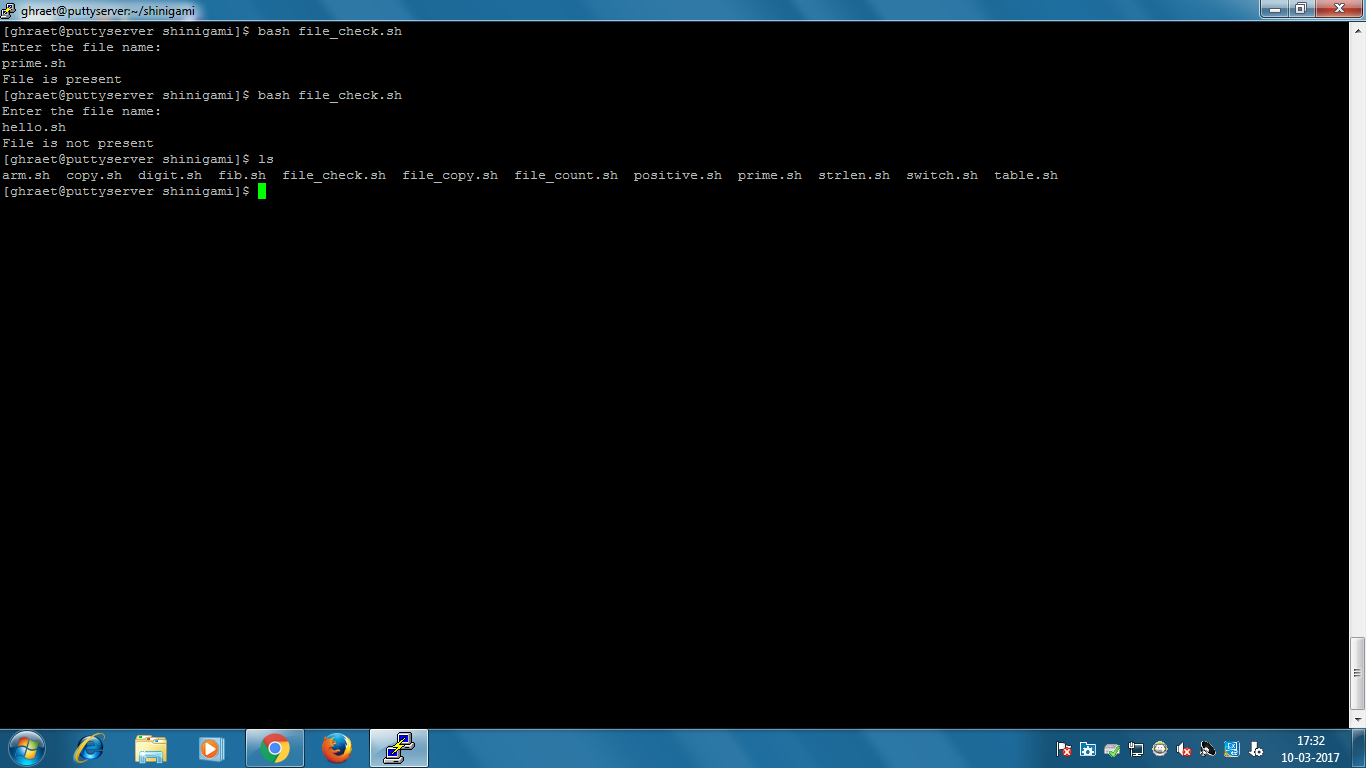 ghraet@puttyserver:~/shinigami
[ghraet@puttyserver shinigami]$ bash file_check.sh
Enter the file name:
prime.sh
File is present
[ghraet@puttyserver shinigami]$ bash file_check.sh
Enter the file name:
hello.sh
File is not present
[ghraet@puttyserver shinigami]$ ls
arm.sh  copy.sh  digit.sh  fib.sh  file_check.sh  file_copy.sh  file_count.sh  positive.sh  prime.sh  strlen.sh  switch.sh  table.sh
[ghraet@puttyserver shinigami]$
17:32
10-03-2017